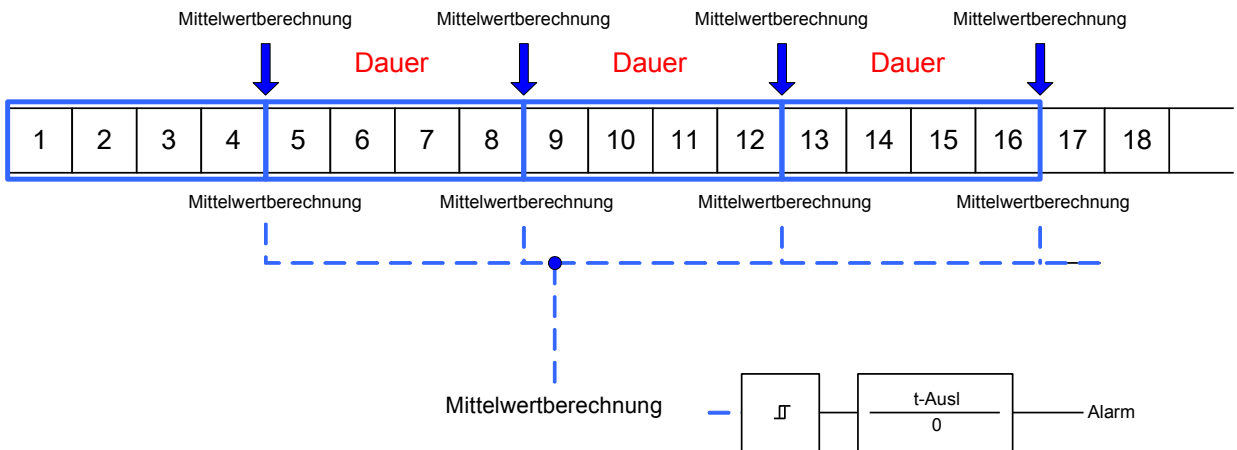 Mittelwertberechnung Mittelwertberechnung Mittelwertberechnung Mittelwertberechnung
Dauer Dauer Dauer
1 2 3 4 5 6 7 8 9 10 11 12 13 14 15 16 17 18
Mittelwertberechnung Mittelwertberechnung Mittelwertberechnung Mittelwertberechnung
Mittelwertberechnung
t-Ausl
0
Alarm